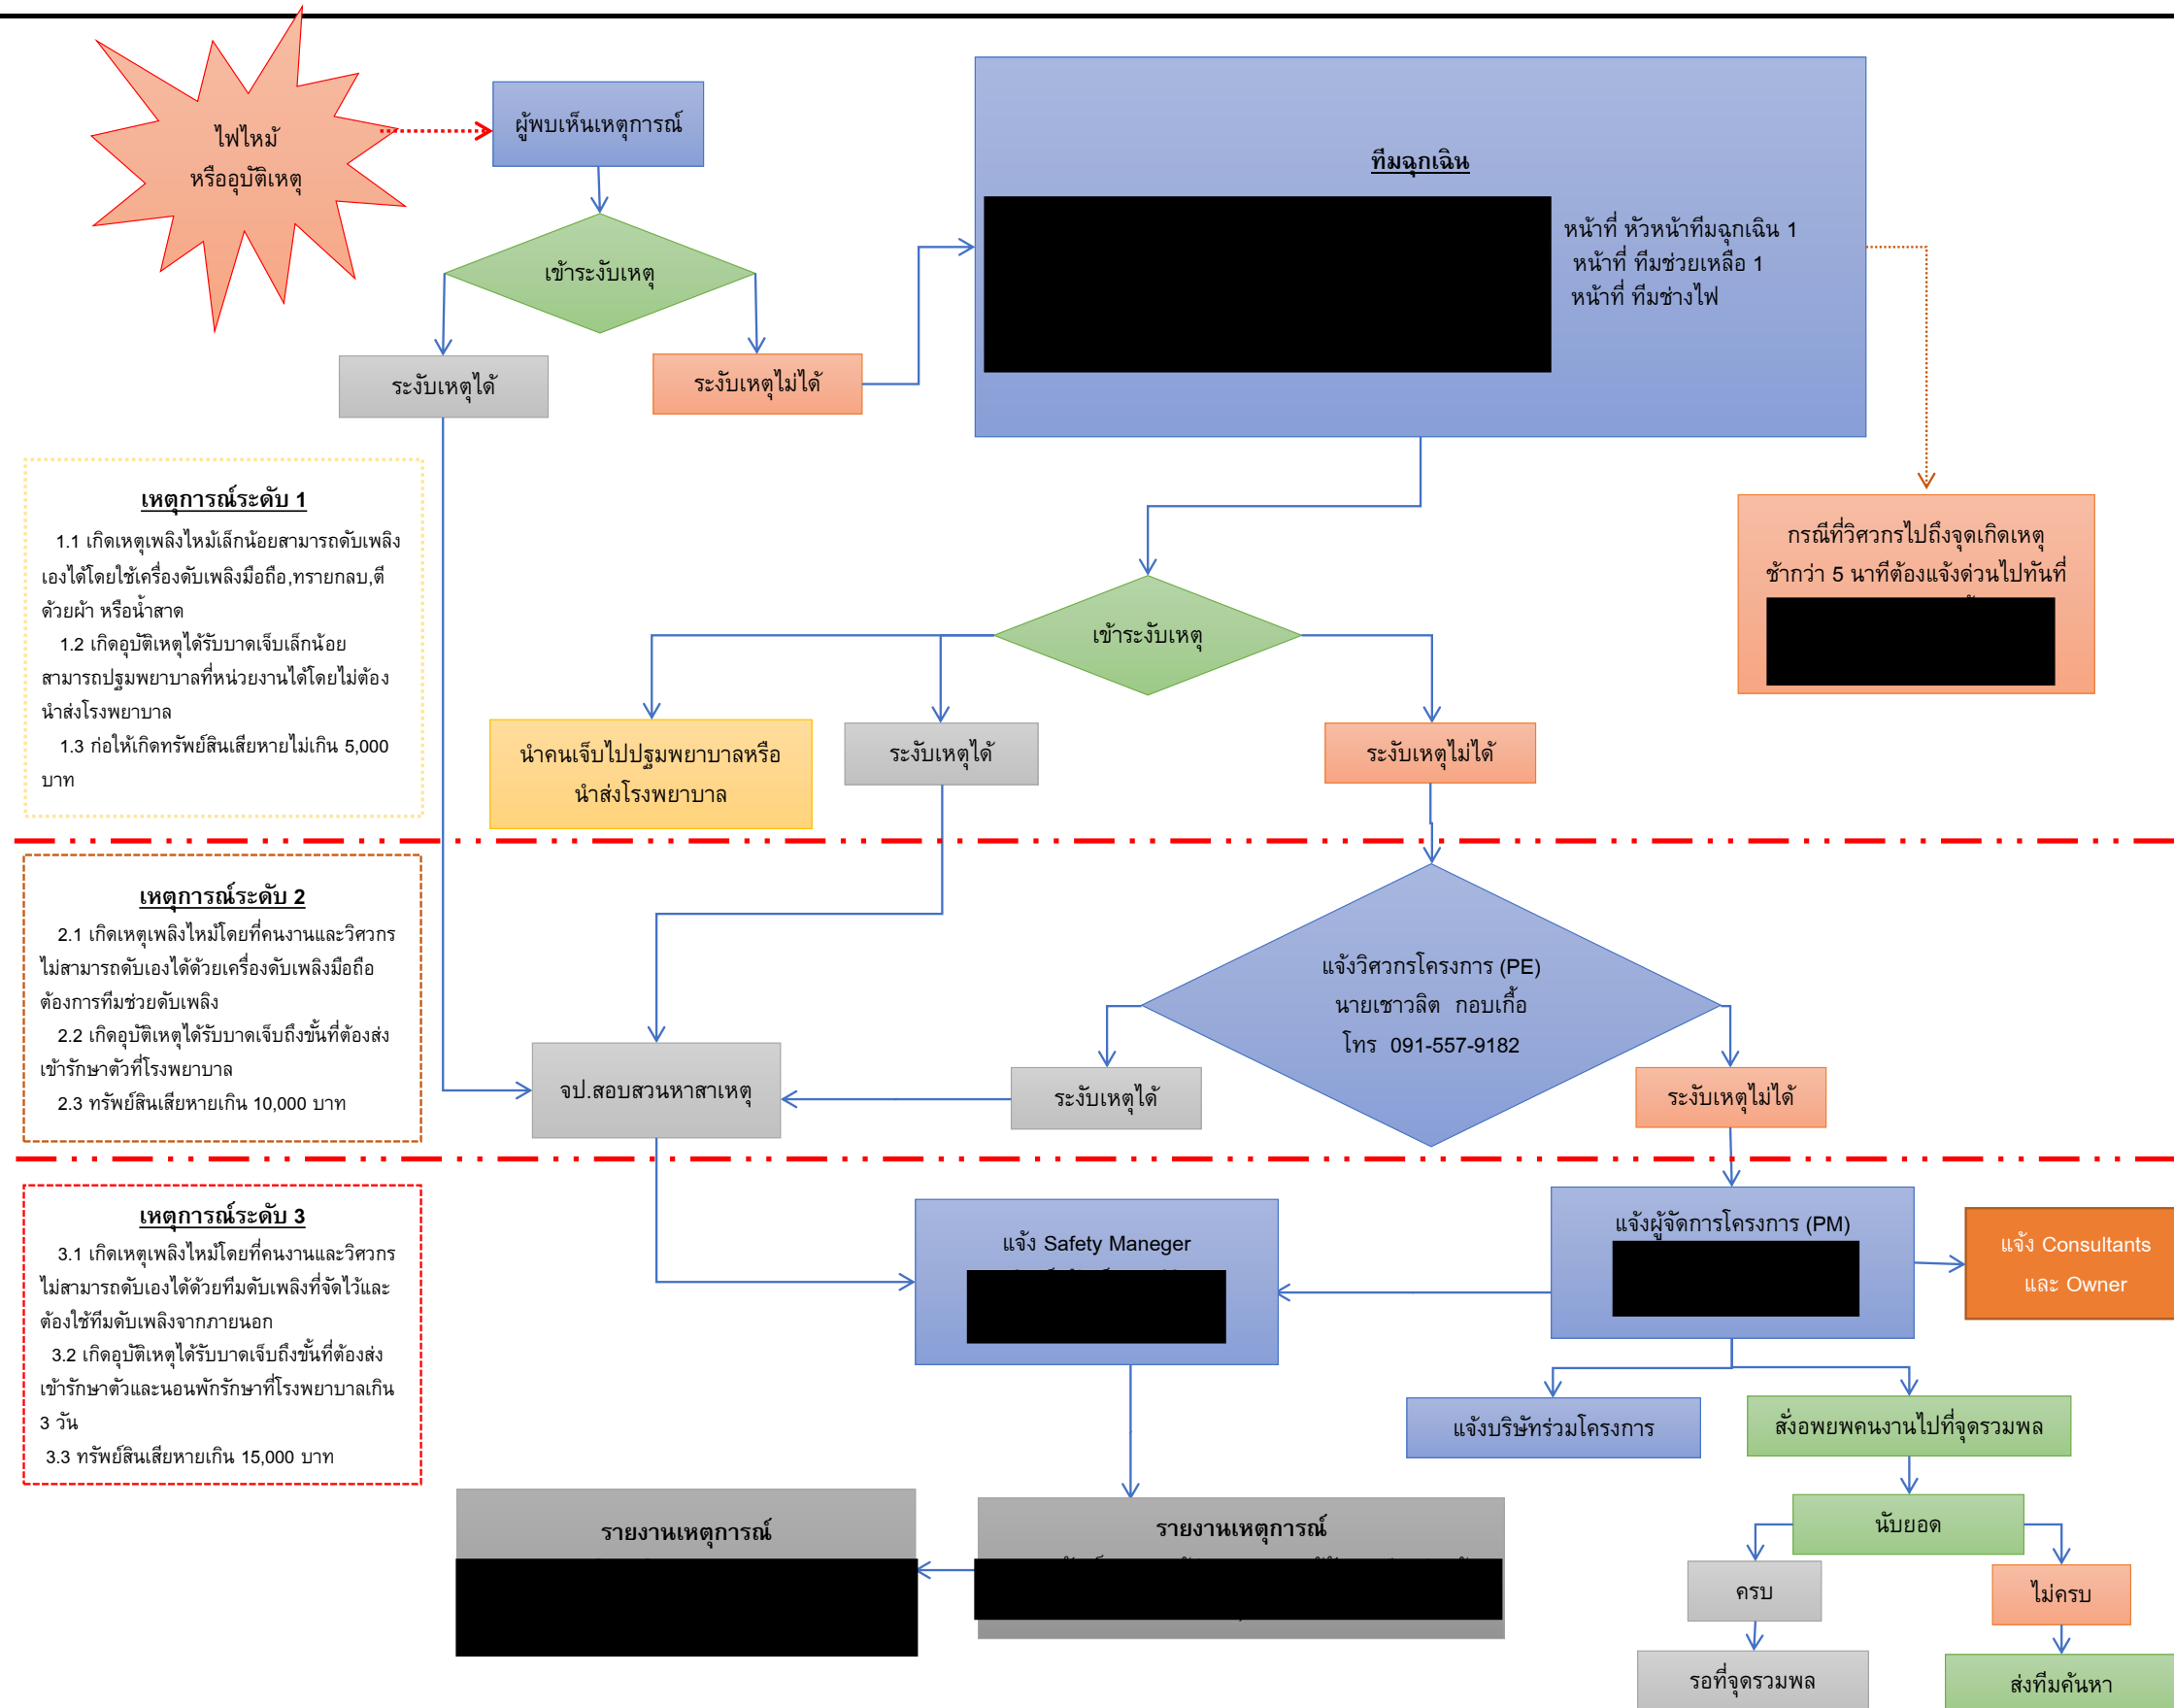 ไฟไหม้
หรืออุบัติเหตุ
ผู้พบเห็นเหตุการณ์
เข้าระงับเหตุ
ระงับเหตุได้
ระงับเหตุไม่ได้
ทีมฉุกเฉิน
หน้าที่ หัวหน้าทีมฉุกเฉิน 1
หน้าที่ ทีมช่วยเหลือ 1
หน้าที่ ทีมช่างไฟ
กรณีที่วิศวกรไปถึงจุดเกิดเหตุ
ช้ากว่า 5 นาทีต้องแจ้งด่วนไปทันที่
เหตุการณ์ระดับ 1
1.1 เกิดเหตุเพลิงไหม้เล็กน้อยสามารถดับเพลิง
เองได้โดยใช้เครื่องดับเพลิงมือถือ,ทรายกลบ,ตี
ด้วยผ้า หรือน้ำสาด
1.2 เกิดอุบัติเหตุได้รับบาดเจ็บเล็กน้อย
สามารถปฐมพยาบาลที่หน่วยงานได้โดยไม่ต้อง
นำส่งโรงพยาบาล
1.3 ก่อให้เกิดทรัพย์สินเสียหายไม่เกิน 5,000
บาท
เข้าระงับเหตุ
นำคนเจ็บไปปฐมพยาบาลหรือ
นำส่งโรงพยาบาล
ระงับเหตุได้
ระงับเหตุไม่ได้
เหตุการณ์ระดับ 2
2.1 เกิดเหตุเพลิงไหม้โดยที่คนงานและวิศวกร
ไม่สามารถดับเองได้ด้วยเครื่องดับเพลิงมือถือ
ต้องการทีมช่วยดับเพลิง
2.2 เกิดอุบัติเหตุได้รับบาดเจ็บถึงขั้นที่ต้องส่ง
เข้ารักษาตัวที่โรงพยาบาล
2.3 ทรัพย์สินเสียหายเกิน 10,000 บาท
แจ้งวิศวกรโครงการ (PE)
นายเชาวลิต กอบเกื้อ
โทร 091-557-9182
จป.สอบสวนหาสาเหตุ
ระงับเหตุได้
ระงับเหตุไม่ได้
เหตุการณ์ระดับ 3
3.1 เกิดเหตุเพลิงไหม้โดยที่คนงานและวิศวกร
ไม่สามารถดับเองได้ด้วยทีมดับเพลิงที่จัดไว้และ
ต้องใช้ทีมดับเพลิงจากภายนอก
3.2 เกิดอุบัติเหตุได้รับบาดเจ็บถึงขั้นที่ต้องส่ง
เข้ารักษาตัวและนอนพักรักษาที่โรงพยาบาลเกิน
3 วัน
3.3 ทรัพย์สินเสียหายเกิน 15,000 บาท
แจ้ง Safety Maneger
แจ้งผู้จัดการโครงการ (PM)
แจ้ง Consultants
และ Owner
แจ้งบริษัทร่วมโครงการ
สั่งอพยพคนงานไปที่จุดรวมพล
รายงานเหตุการณ์
รายงานเหตุการณ์
นับยอด
ครบ
ไม่ครบ
รอที่จุดรวมพล
ส่งทีมค้นหา